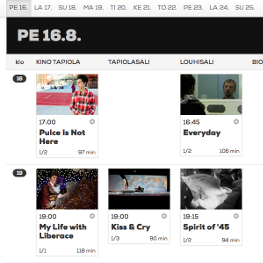 PE 16. LA 17. SU 18. MA 19. TI 20. KE 21. TO 22. PE 23. LA 24. SU 25.
PE 16.8.
klo KINO TAPIOLA TAPIOLASALI LOUHISALI BIO
16
17:00 16:45
Pulce Is Not Here Everyday
1/2 97 min 1/2 109 min
19
19:00 19:00 19:15
My Life with Liberace Kiss & Cry Spirit of '45
1/1 118 min 1/3 90 min 1/2 94 min